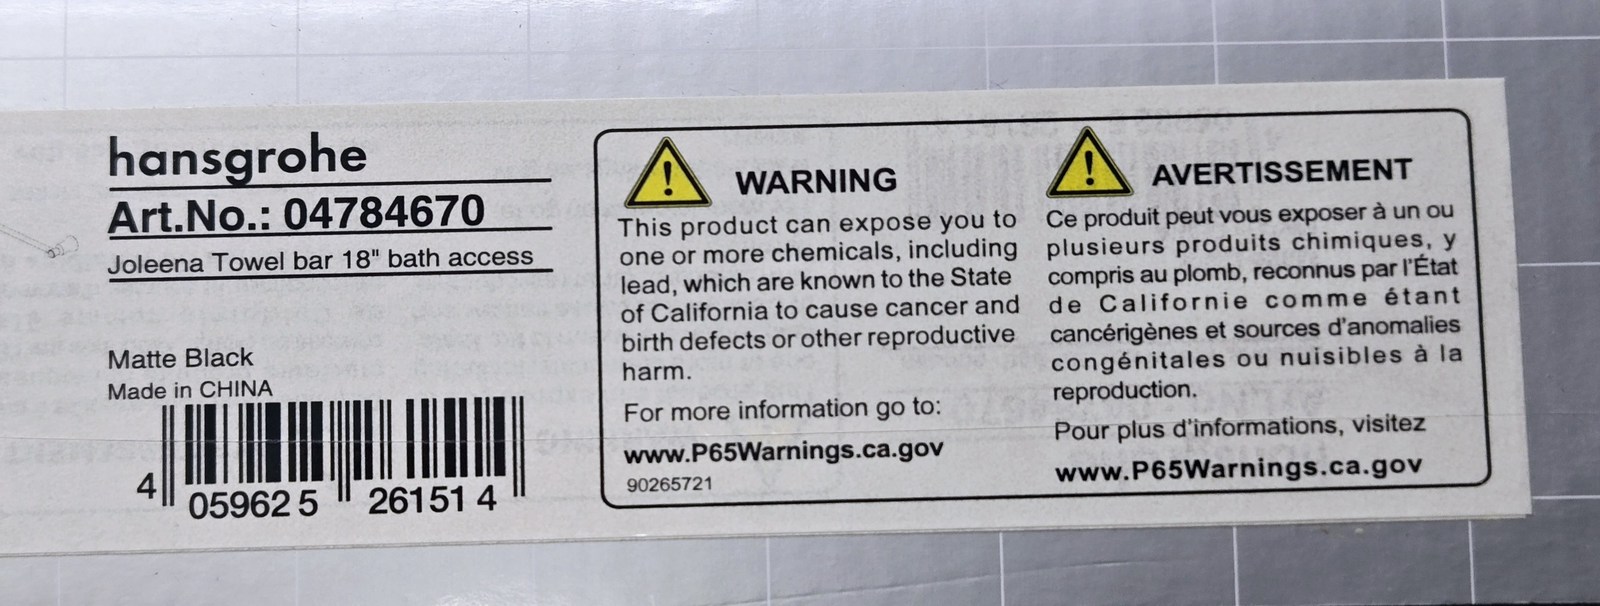 hansgrohe
Art.No.: 04784670
Joleena Towel bar 18" bath access
Matte Black
Made in CHINA
4 059625 261514
WARNING
This product can expose you to
one or more chemicals, including
lead, which are known to the State
of California to cause cancer and
birth defects or other reproductive
harm.
For more information go to:
www.P65Warnings.ca.gov
90265721
AVERTISSEMENT
Ce produit peut vous exposer à un ou
plusieurs produits chimiques, y
compris au plomb, reconnus par l'État
de Californie comme étant
cancérigènes et sources d'anomalies
congénitales ou nuisibles à la
reproduction.
Pour plus d'informations, visitez
www.P65Warnings.ca.gov